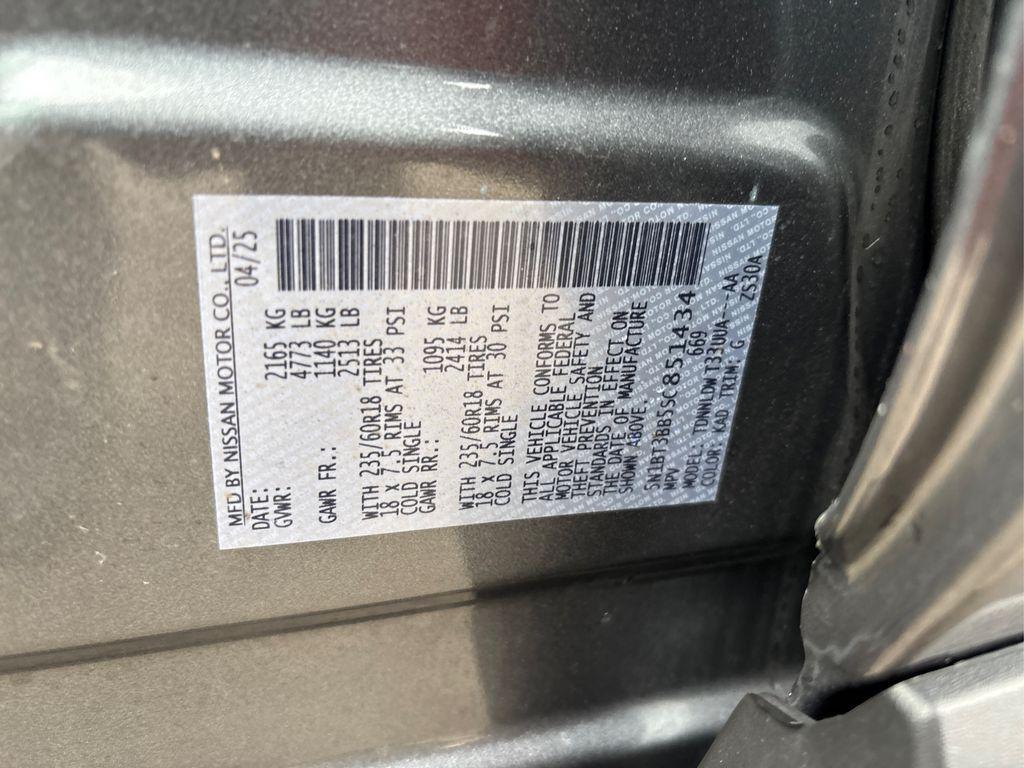 MFD BY NISSAN MOTOR CO., LTD.
DATE: 04/25
GVWR: 2165 KG
4773 LB
GAWR FR.: 1140 KG
2513 LB
WITH 235/60R18 TIRES
18 X 7.5 RIMS AT 33 PSI
COLD SINGLE
GAWR RR.: 1095 KG
2414 LB
WITH 235/60R18 TIRES
18 X 7.5 RIMS AT 30 PSI
COLD SINGLE
THIS VEHICLE CONFORMS TO
ALL APPLICABLE FEDERAL
MOTOR VEHICLE SAFETY AND
THEFT PREVENTION
STANDARDS IN EFFECT ON
THE DATE OF MANUFACTURE
SHOWN ABOVE.
5N1BT3BB5SC851434
MPV 669
MODEL: TDNNLDWT33UUA---AA
COLOR: KAD TRIM: G ZS30A